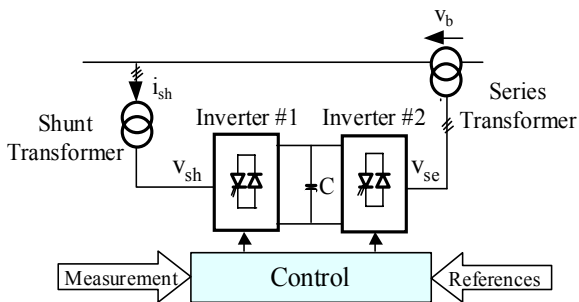 v_b
i_sh
Shunt
Transformer
Inverter #1
Inverter #2
Series
Transformer
v_sh
C
v_se
Measurement
Control
References